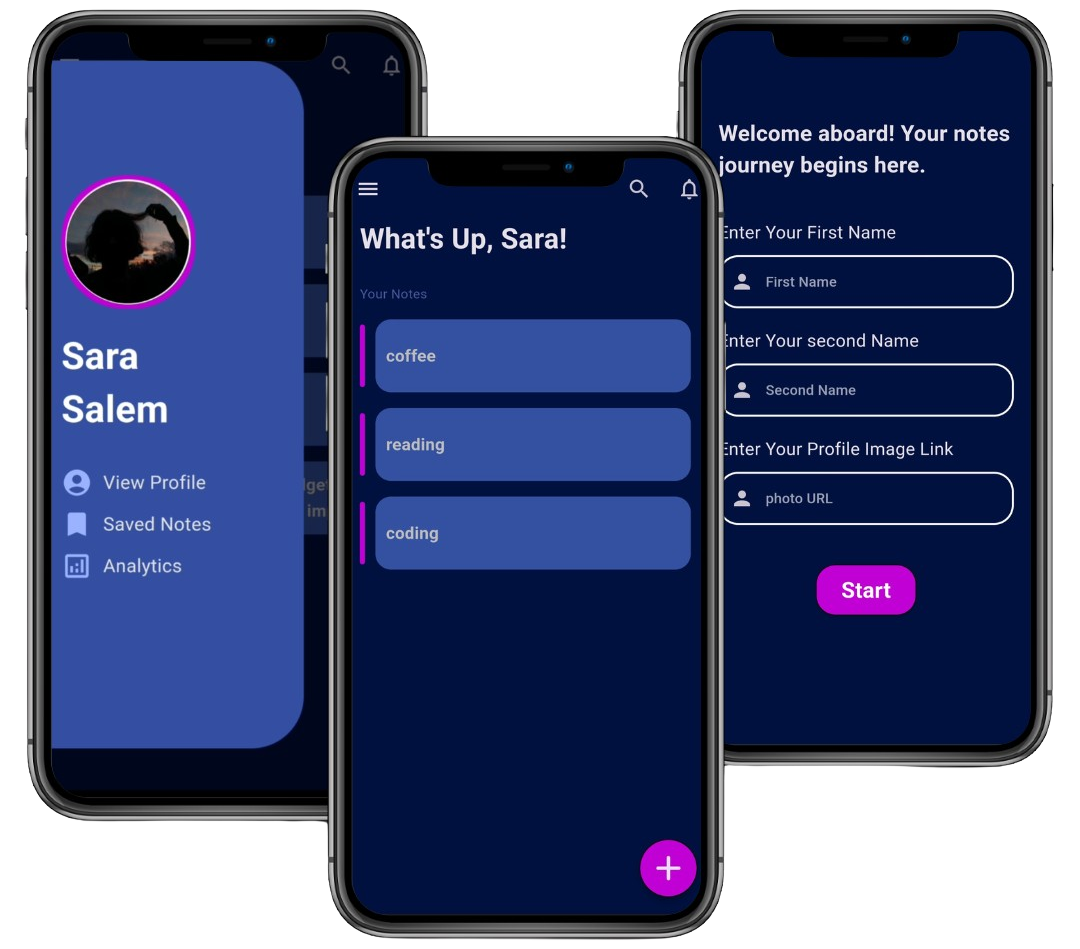 Sara
Salem
View Profile
Saved Notes
Analytics
What's Up, Sara!
Your Notes
coffee
reading
coding
Welcome aboard! Your notes
journey begins here.
Enter Your First Name
First Name
Enter Your second Name
Second Name
Enter Your Profile Image Link
photo URL
Start